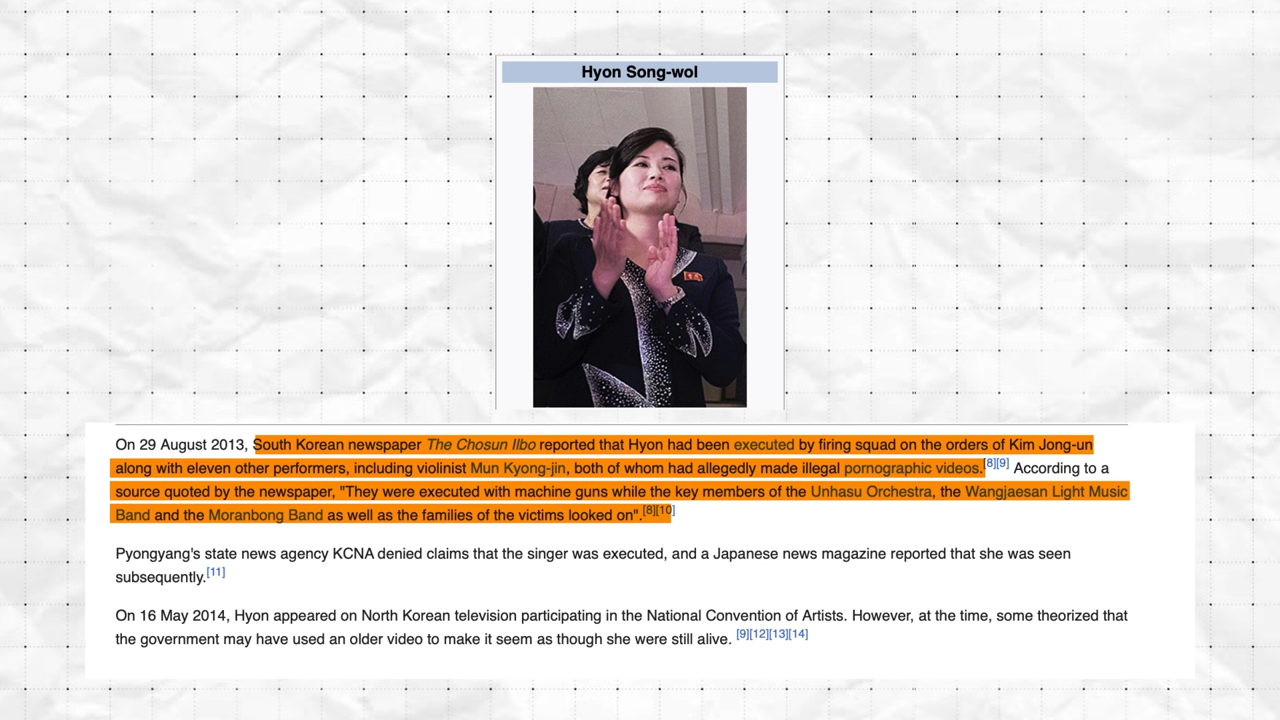 Hyon Song-wol
On 29 August 2013, South Korean newspaper The Chosun Ilbo reported that Hyon had been executed by firing squad on the orders of Kim Jong-un
along with eleven other performers, including violinist Mun Kyong-jin, both of whom had allegedly made illegal pornographic videos.[8][9] According to a
source quoted by the newspaper, "They were executed with machine guns while the key members of the Unhasu Orchestra, the Wangjaesan Light Music
Band and the Moranbong Band as well as the families of the victims looked on".[8][10]
Pyongyang's state news agency KCNA denied claims that the singer was executed, and a Japanese news magazine reported that she was seen
subsequently.[11]
On 16 May 2014, Hyon appeared on North Korean television participating in the National Convention of Artists. However, at the time, some theorized that
the government may have used an older video to make it seem as though she were still alive. [9][12][13][14]